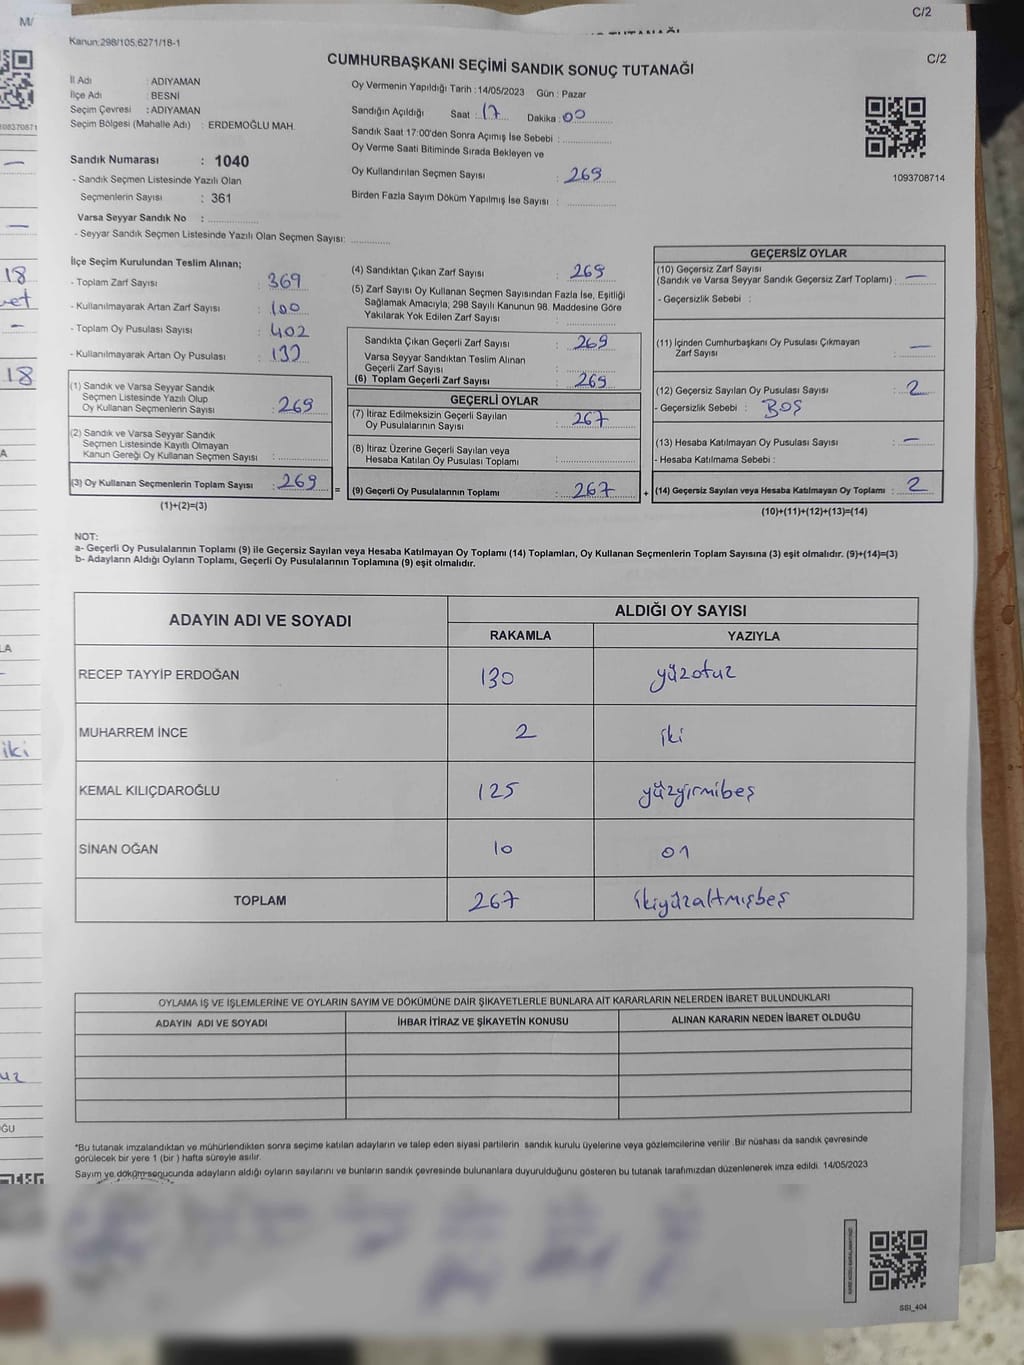 C/2
M/
Kanun:298/105;6271/18-1
C/2
CUMHURBAŞKANI SEÇİMİ SANDIK SONUÇ TUTANAĞI
İl Adı : ADIYAMAN
İlçe Adı : BESNİ
Seçim Çevresi : ADIYAMAN
Seçim Bölgesi (Mahalle Adı) : ERDEMOĞLU MAH.
Sandık Numarası : 1040
- Sandık Seçmen Listesinde Yazılı Olan
Seçmenlerin Sayısı : 361
Varsa Seyyar Sandık No : ..............
- Seyyar Sandık Seçmen Listesinde Yazılı Olan Seçmen Sayısı: ............
Oy Vermenin Yapıldığı Tarih : 14/05/2023 Gün : Pazar
Sandığın Açıldığı Saat : 17 Dakika : 00
Sandık Saat 17:00'den Sonra Açımış İse Sebebi : ..............
Oy Verme Saati Bitiminde Sırada Bekleyen ve
Oy Kullandırılan Seçmen Sayısı : 269
Birden Fazla Sayım Döküm Yapılmış İse Sayısı : ..............
1093708714
İlçe Seçim Kurulundan Teslim Alınan;
- Toplam Zarf Sayısı : 369
- Kullanılmayarak Artan Zarf Sayısı : 100
- Toplam Oy Pusulası Sayısı : 402
- Kullanılmayarak Artan Oy Pusulası : 133
(1) Sandık ve Varsa Seyyar Sandık
Seçmen Listesinde Yazılı Olup
Oy Kullanan Seçmenlerin Sayısı : 269
(2) Sandık ve Varsa Seyyar Sandık
Seçmen Listesinde Kayıtlı Olmayan
Kanun Gereği Oy Kullanan Seçmen Sayısı : ..............
(3) Oy Kullanan Seçmenlerin Toplam Sayısı : 269
(1)+(2)=(3)
(4) Sandıktan Çıkan Zarf Sayısı : 269
(5) Zarf Sayısı Oy Kullanan Seçmen Sayısından Fazla İse, Eşitliği
Sağlamak Amacıyla; 298 Sayılı Kanunun 98. Maddesine Göre
Yakılarak Yok Edilen Zarf Sayısı : ..............
Sandıkta Çıkan Geçerli Zarf Sayısı : 269
Varsa Seyyar Sandıktan Teslim Alınan
Geçerli Zarf Sayısı : ..............
(6) Toplam Geçerli Zarf Sayısı : 269
GEÇERLİ OYLAR
(7) İtiraz Edilmeksizin Geçerli Sayılan
Oy Pusulalarının Sayısı : 267
(8) İtiraz Üzerine Geçerli Sayılan veya
Hesaba Katılan Oy Pusulası Toplamı : ..............
= (9) Geçerli Oy Pusulalarının Toplamı : 267
GEÇERSİZ OYLAR
(10) Geçersiz Zarf Sayısı
(Sandık ve Varsa Seyyar Sandık Geçersiz Zarf Toplamı) : —
- Geçersizlik Sebebi :
(11) İçinden Cumhurbaşkanı Oy Pusulası Çıkmayan
Zarf Sayısı : —
(12) Geçersiz Sayılan Oy Pusulası Sayısı : 2
- Geçersizlik Sebebi : BOŞ
(13) Hesaba Katılmayan Oy Pusulası Sayısı : —
- Hesaba Katılmama Sebebi :
+ (14) Geçersiz Sayılan veya Hesaba Katılmayan Oy Toplamı : 2
(10)+(11)+(12)+(13)=(14)
NOT:
a- Geçerli Oy Pusulalarının Toplamı (9) ile Geçersiz Sayılan veya Hesaba Katılmayan Oy Toplamı (14) Toplamları, Oy Kullanan Seçmenlerin Toplam Sayısına (3) eşit olmalıdır. (9)+(14)=(3)
b- Adayların Aldığı Oyların Toplamı, Geçerli Oy Pusulalarının Toplamına (9) eşit olmalıdır.
ADAYIN ADI VE SOYADI ALDIĞI OY SAYISI
RAKAMLA YAZIYLA
RECEP TAYYİP ERDOĞAN 130 yüzotuz
MUHARREM İNCE 2 iki
KEMAL KILIÇDAROĞLU 125 yüzyirmibeş
SİNAN OĞAN 10 on
TOPLAM 267 ikiyüzaltmışbeş
OYLAMA İŞ VE İŞLEMLERİNE VE OYLARIN SAYIM VE DÖKÜMÜNE DAİR ŞİKAYETLERLE BUNLARA AİT KARARLARIN NELERDEN İBARET BULUNDUKLARI
ADAYIN ADI VE SOYADI İHBAR İTİRAZ VE ŞİKAYETİN KONUSU ALINAN KARARIN NEDEN İBARET OLDUĞU
*Bu tutanak imzalandıktan ve mühürlendikten sonra seçime katılan adayların ve talep eden siyasi partilerin sandık kurulu üyelerine veya gözlemcilerine verilir .Bir nüshası da sandık çevresinde
görülecek bir yere 1 (bir ) hafta süreyle asılır.
Sayım ve döküm sonucunda adayların aldığı oyların sayılarını ve bunların sandık çevresinde bulunanlara duyurulduğunu gösteren bu tutanak tarafımızdan düzenlenerek imza edildi. 14/05/2023
SSI_404
18
18
iki